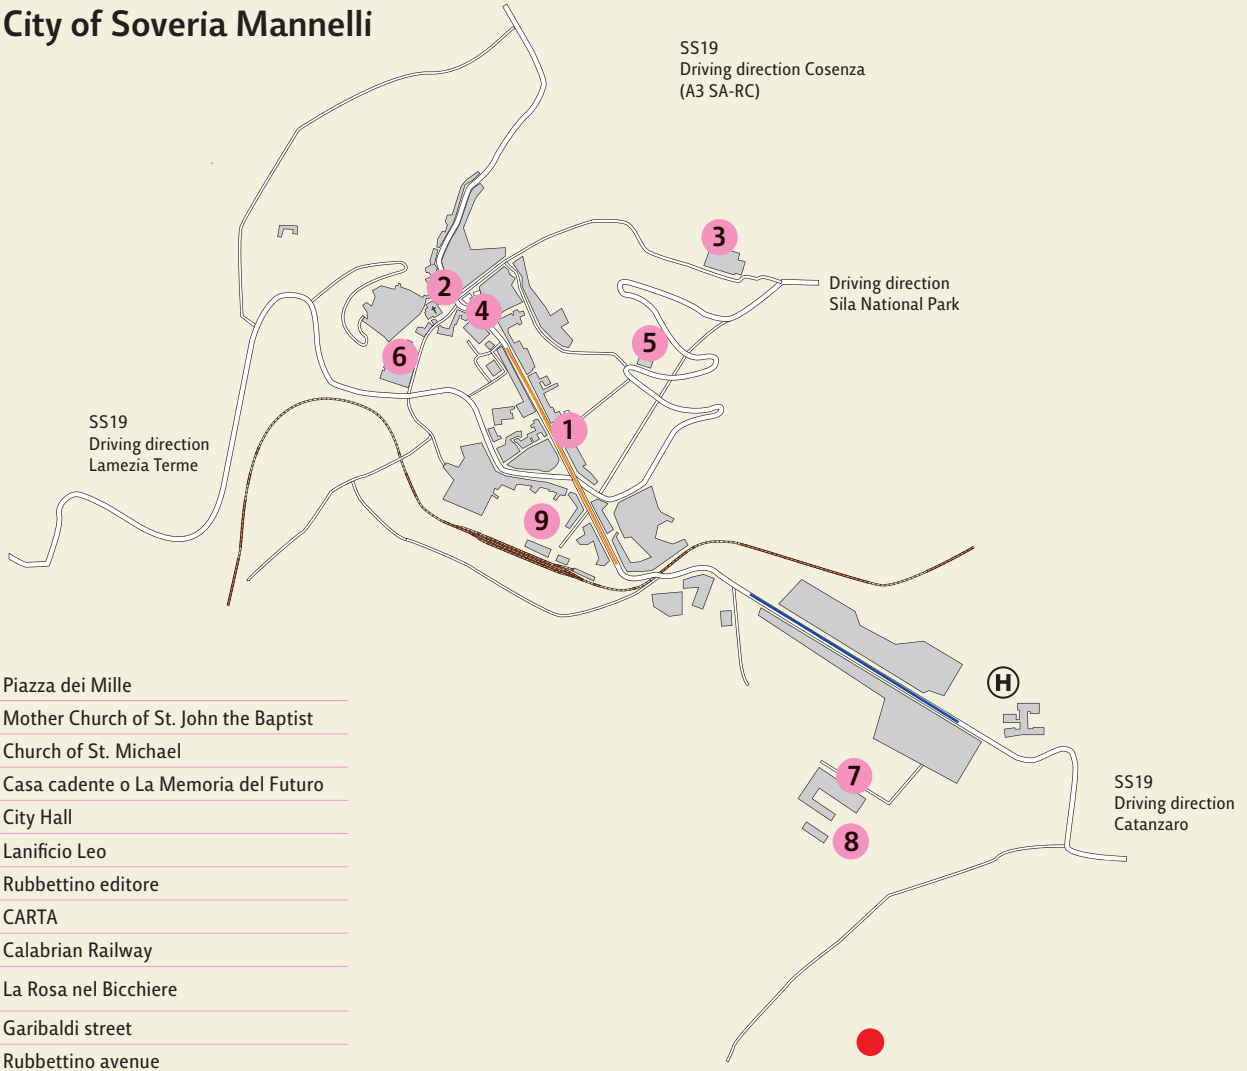 City of Soveria Mannelli
SS19
Driving direction Cosenza
(A3 SA-RC)
3
Driving direction
Sila National Park
2
4
5
6
SS19
Driving direction
Lamezia Terme
1
9
H
7
8
SS19
Driving direction
Catanzaro
Piazza dei Mille
Mother Church of St. John the Baptist
Church of St. Michael
Casa cadente o La Memoria del Futuro
City Hall
Lanificio Leo
Rubbettino editore
CARTA
Calabrian Railway
La Rosa nel Bicchiere
Garibaldi street
Rubbettino avenue